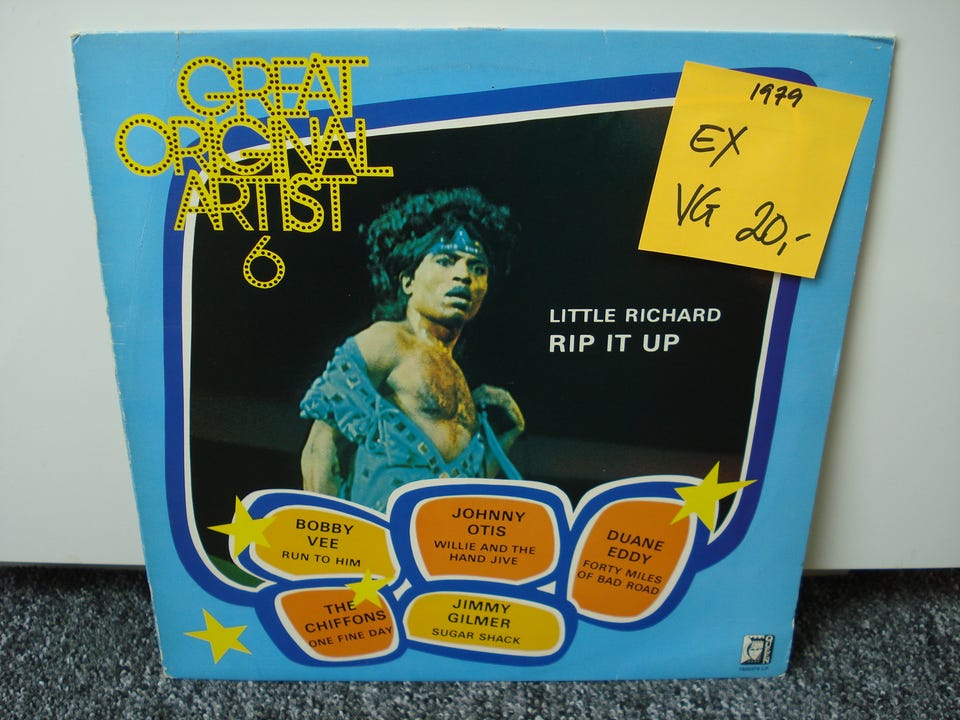 GREAT
ORIGINAL
ARTIST
6
1979
EX
VG 20,-
LITTLE RICHARD
RIP IT UP
BOBBY
VEE
RUN TO HIM
JOHNNY
OTIS
WILLIE AND THE
HAND JIVE
DUANE
EDDY
FORTY MILES
OF BAD ROAD
THE
CHIFFONS
ONE FINE DAY
JIMMY
GILMER
SUGAR SHACK